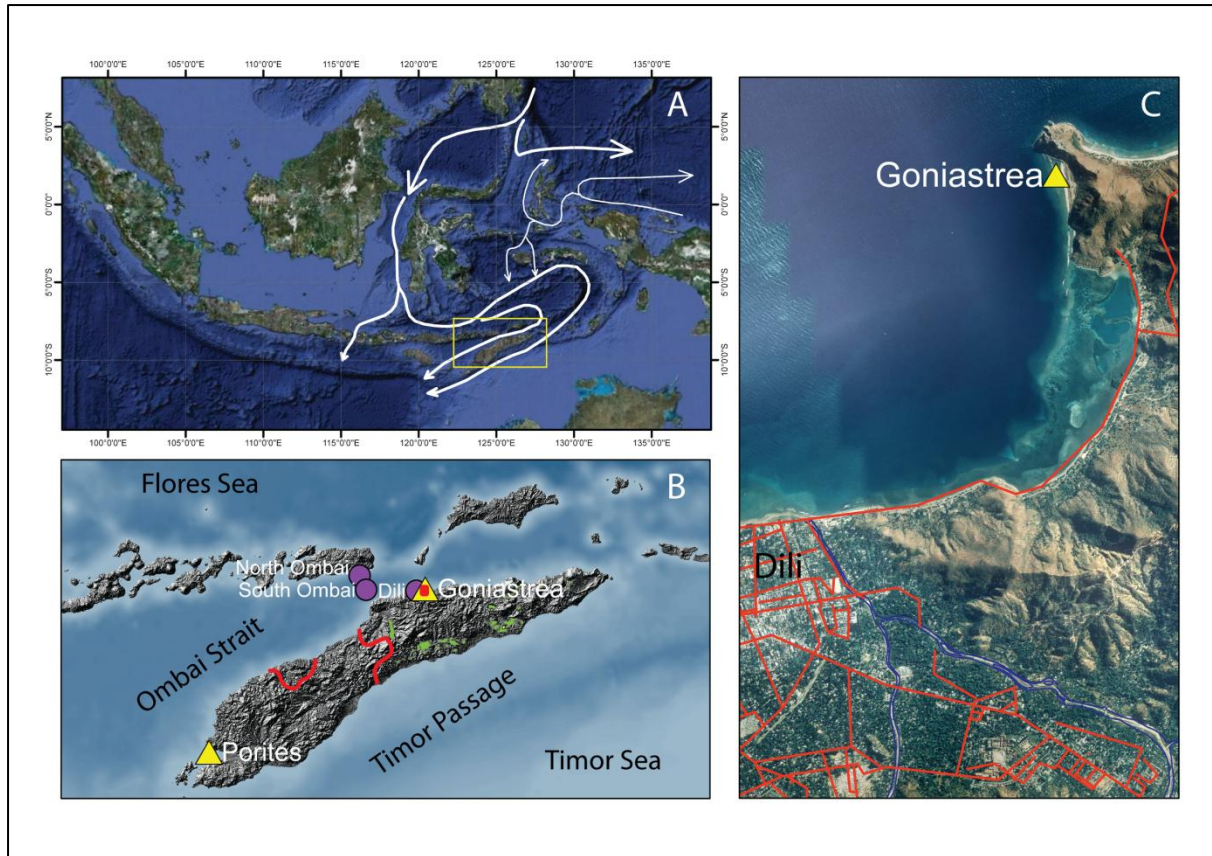 100°0'0"E 105°0'0"E 110°0'0"E 115°0'0"E 120°0'0"E 125°0'0"E 130°0'0"E 135°0'0"E
A
5°0'0"N 5°0'0"N
0°0'0" 0°0'0"
5°0'0"S 5°0'0"S
10°0'0"S 10°0'0"S
100°0'0"E 105°0'0"E 110°0'0"E 115°0'0"E 120°0'0"E 125°0'0"E 130°0'0"E 135°0'0"E
B
Flores Sea
North Ombai
South Ombai Dili Goniastrea
Ombai Strait
Timor Passage
Porites
Timor Sea
C
Goniastrea
Dili